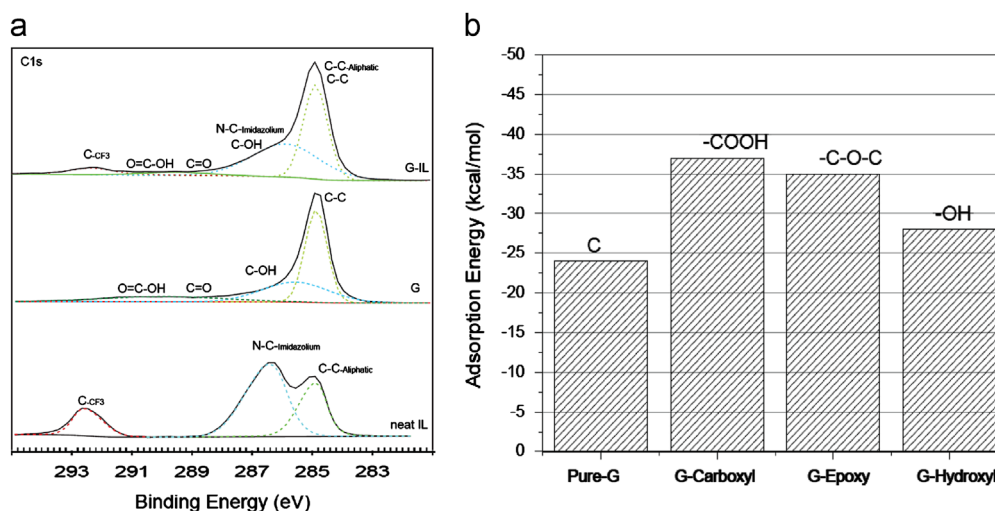 a
C1s
C-C-Aliphatic
C-C
N-C-Imidazolium
C-OH
C-CF3
O=C-OH
C=O
G-IL
C-C
C-OH
O=C-OH
C=O
G
N-C-Imidazolium
C-C-Aliphatic
C-CF3
neat IL
293 291 289 287 285 283
Binding Energy (eV)
b
Adsorption Energy (kcal/mol)
-50
-45
-40
-35
-30
-25
-20
-15
-10
-5
0
C
-COOH
-C-O-C
-OH
Pure-G G-Carboxyl G-Epoxy G-Hydroxyl